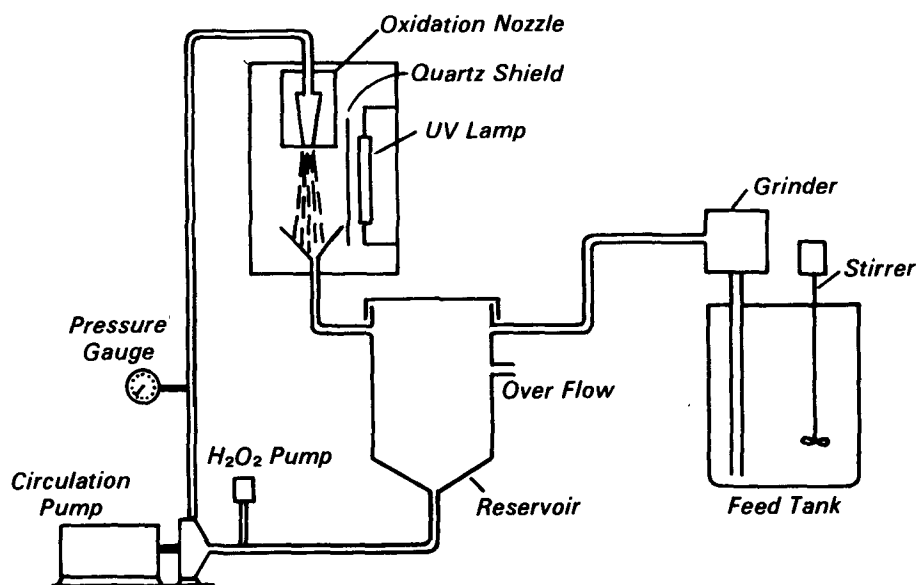 Oxidation Nozzle
Quartz Shield
UV Lamp
Grinder
Stirrer
Pressure
Gauge
Over Flow
H₂O₂ Pump
Circulation
Pump
Reservoir
Feed Tank